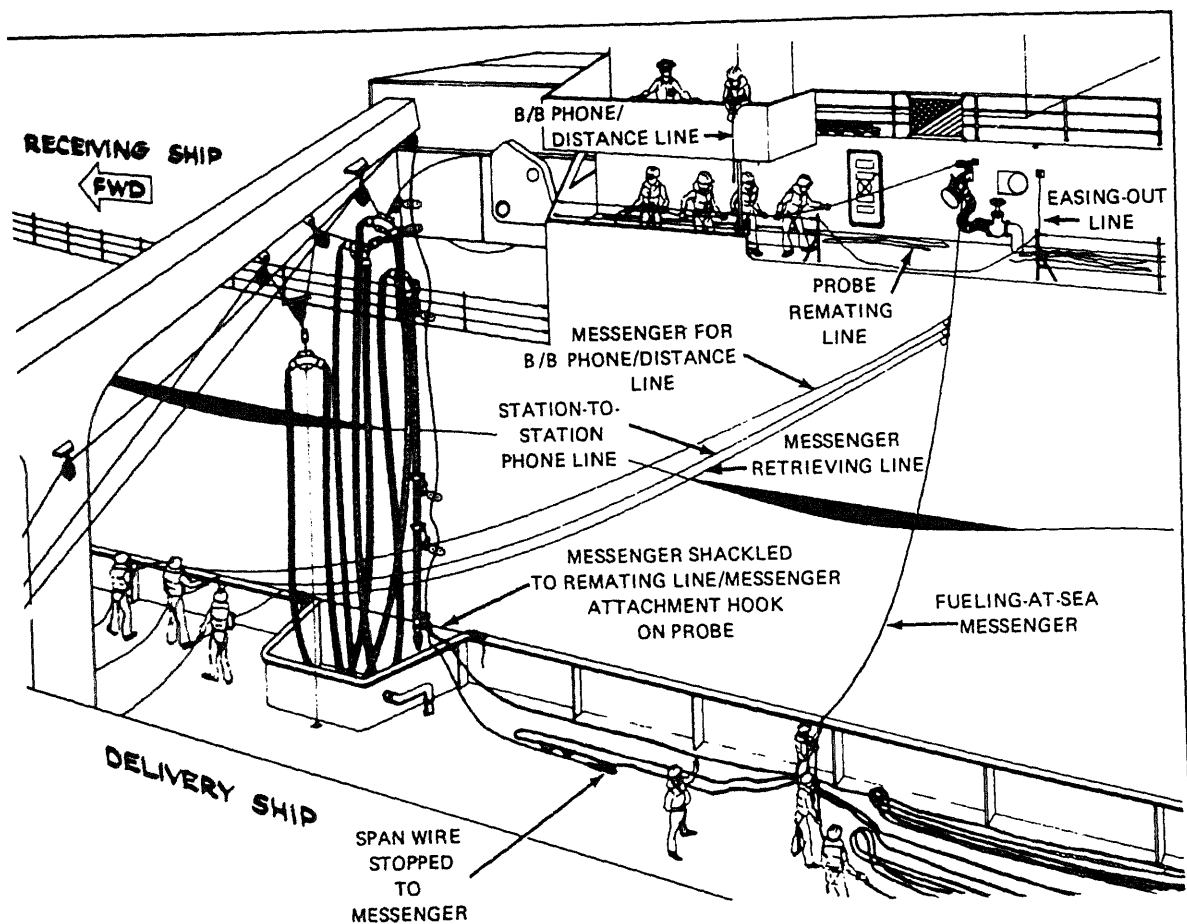 B/B PHONE/
DISTANCE LINE
RECEIVING SHIP
FWD
EASING-OUT
LINE
PROBE
REMATING
LINE
MESSENGER FOR
B/B PHONE/DISTANCE
LINE
STATION-TO-
STATION
PHONE LINE
MESSENGER
RETRIEVING LINE
MESSENGER SHACKLED
TO REMATING LINE/MESSENGER
ATTACHMENT HOOK
ON PROBE
FUELING-AT-SEA
MESSENGER
DELIVERY SHIP
SPAN WIRE
STOPPED
TO
MESSENGER